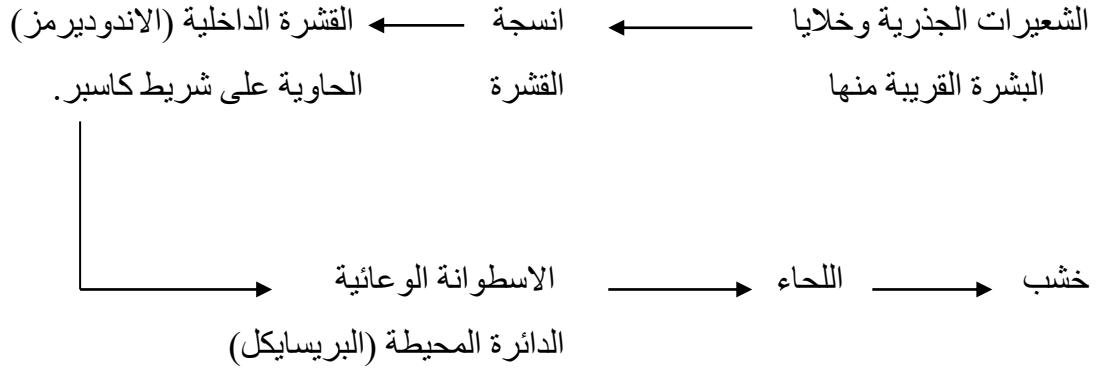 الشعيرات الجذرية وخلايا انسجة القشرة الداخلية (الاندوديرمز)
البشرة القريبة منها القشرة الحاوية على شريط كاسبر.
الاسطوانة الوعائية اللحاء خشب
الدائرة المحيطة (البريسايكل)